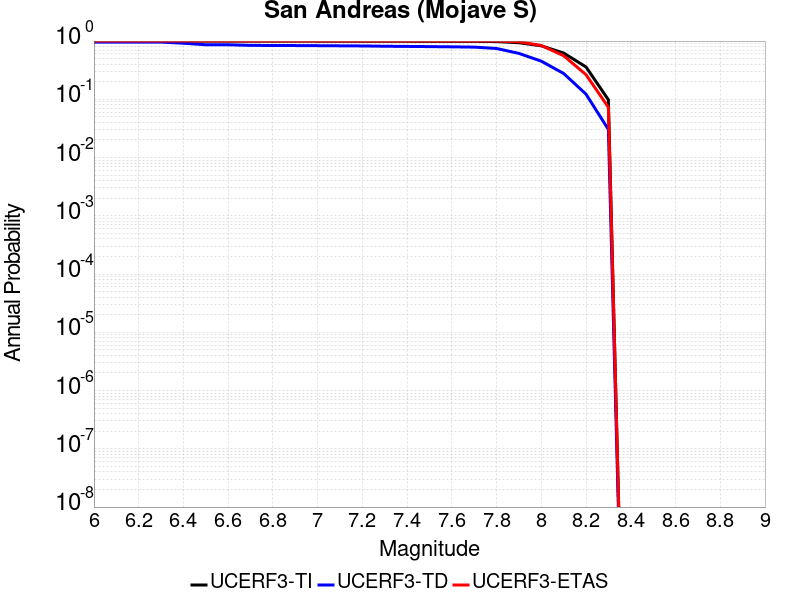 San Andreas (Mojave S)
10^0
10^-1
10^-2
10^-3
10^-4
10^-5
10^-6
10^-7
10^-8
Annual Probability
6 6.2 6.4 6.6 6.8 7 7.2 7.4 7.6 7.8 8 8.2 8.4 8.6 8.8 9
Magnitude
UCERF3-TI UCERF3-TD UCERF3-ETAS